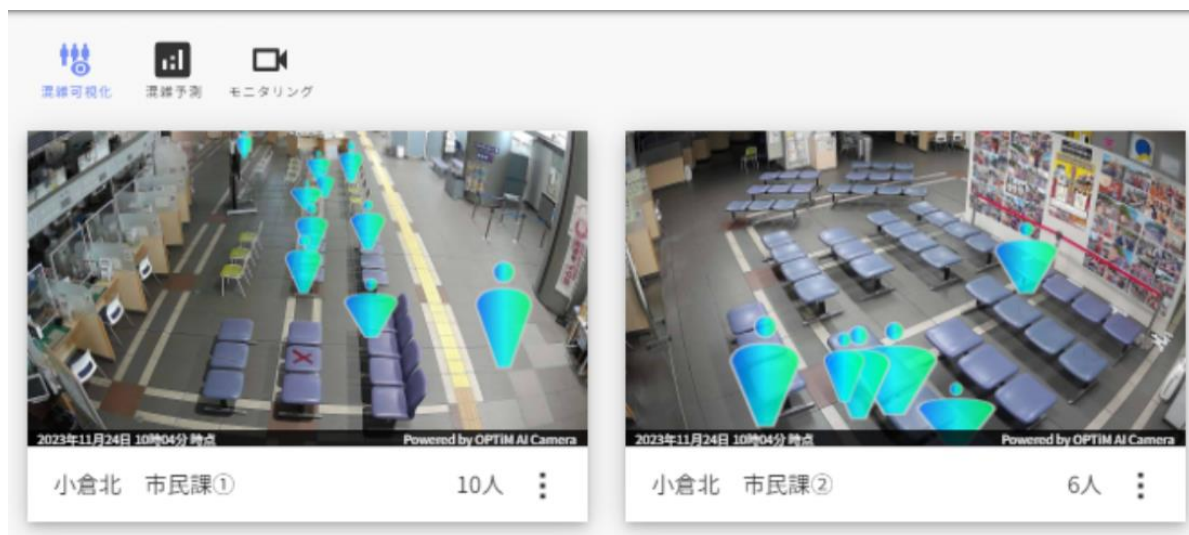 混雑可視化
混雑予測
モニタリング
2023年11月24日 10時04分 時点
Powered by OPTiM AI Camera
2023年11月24日 10時04分 時点
Powered by OPTiM AI Camera
小倉北 市民課①
10人
小倉北 市民課②
6人